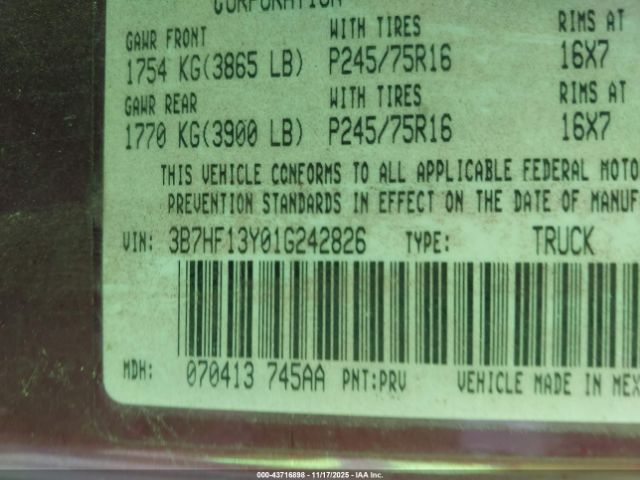 CORPORATION
GAWR FRONT WITH TIRES RIMS AT
1754 KG(3865 LB) P245/75R16 16X7
GAWR REAR WITH TIRES RIMS AT
1770 KG(3900 LB) P245/75R16 16X7
THIS VEHICLE CONFORMS TO ALL APPLICABLE FEDERAL MOTO
PREVENTION STANDARDS IN EFFECT ON THE DATE OF MANUF
VIN: 3B7HF13Y01G242826 TYPE: TRUCK
MDH: 070413 745AA PNT:PRV VEHICLE MADE IN MEX
000-43716898 - 11/17/2025 - IAA Inc.